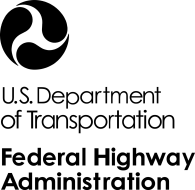 U.S. Department
of Transportation
Federal Highway
Administration